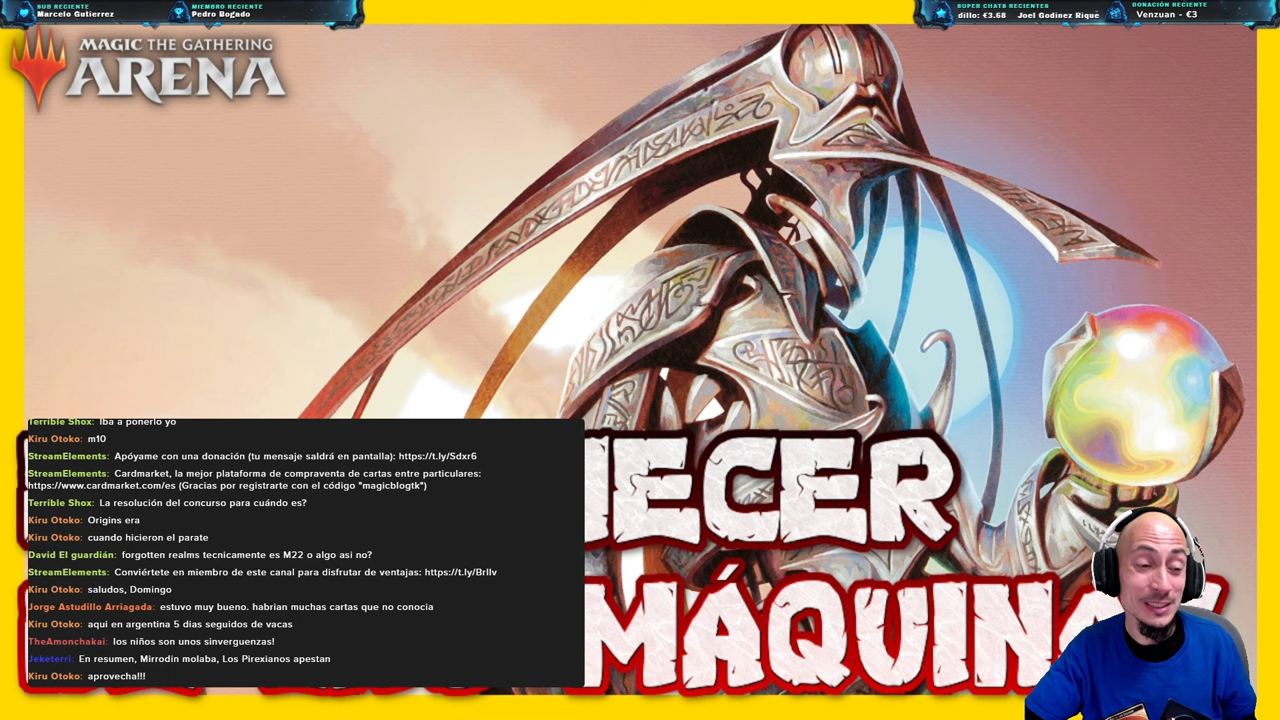 SUB RECIENTE
Marcelo Gutierrez
MIEMBRO RECIENTE
Pedro Bogado
SUPER CHATS RECIENTES
dillo: €3.68 Joel Godinez Rique
DONACIÓN RECIENTE
Venzuan - €3
MAGIC THE GATHERING
ARENA
Terrible Shox: Iba a ponerlo yo
Kiru Otoko: m10
StreamElements: Apóyame con una donación (tu mensaje saldrá en pantalla): https://t.ly/Sdxr6
StreamElements: Cardmarket, la mejor plataforma de compraventa de cartas entre particulares:
https://www.cardmarket.com/es (Gracias por registrarte con el código "magicblogtk")
Terrible Shox: La resolución del concurso para cuándo es?
Kiru Otoko: Origins era
Kiru Otoko: cuando hicieron el parate
David El guardián: forgotten realms tecnicamente es M22 o algo asi no?
StreamElements: Conviértete en miembro de este canal para disfrutar de ventajas: https://t.ly/BrlIv
Kiru Otoko: saludos, Domingo
Jorge Astudillo Arriagada: estuvo muy bueno. habrian muchas cartas que no conocia
Kiru Otoko: aqui en argentina 5 dias seguidos de vacas
TheAmonchakai: los niños son unos sinverguenzas!
Jeketerri: En resumen, Mirrodin molaba, Los Pirexianos apestan
Kiru Otoko: aprovecha!!!
NECER
MÁQUINA